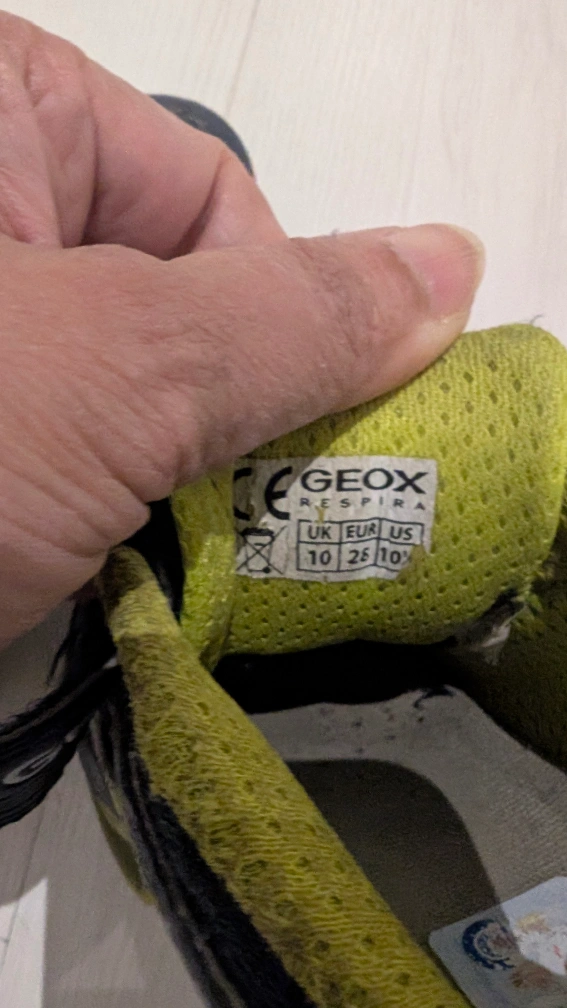 CE GEOX
RESPIRA
UK EUR US
10 28 10½